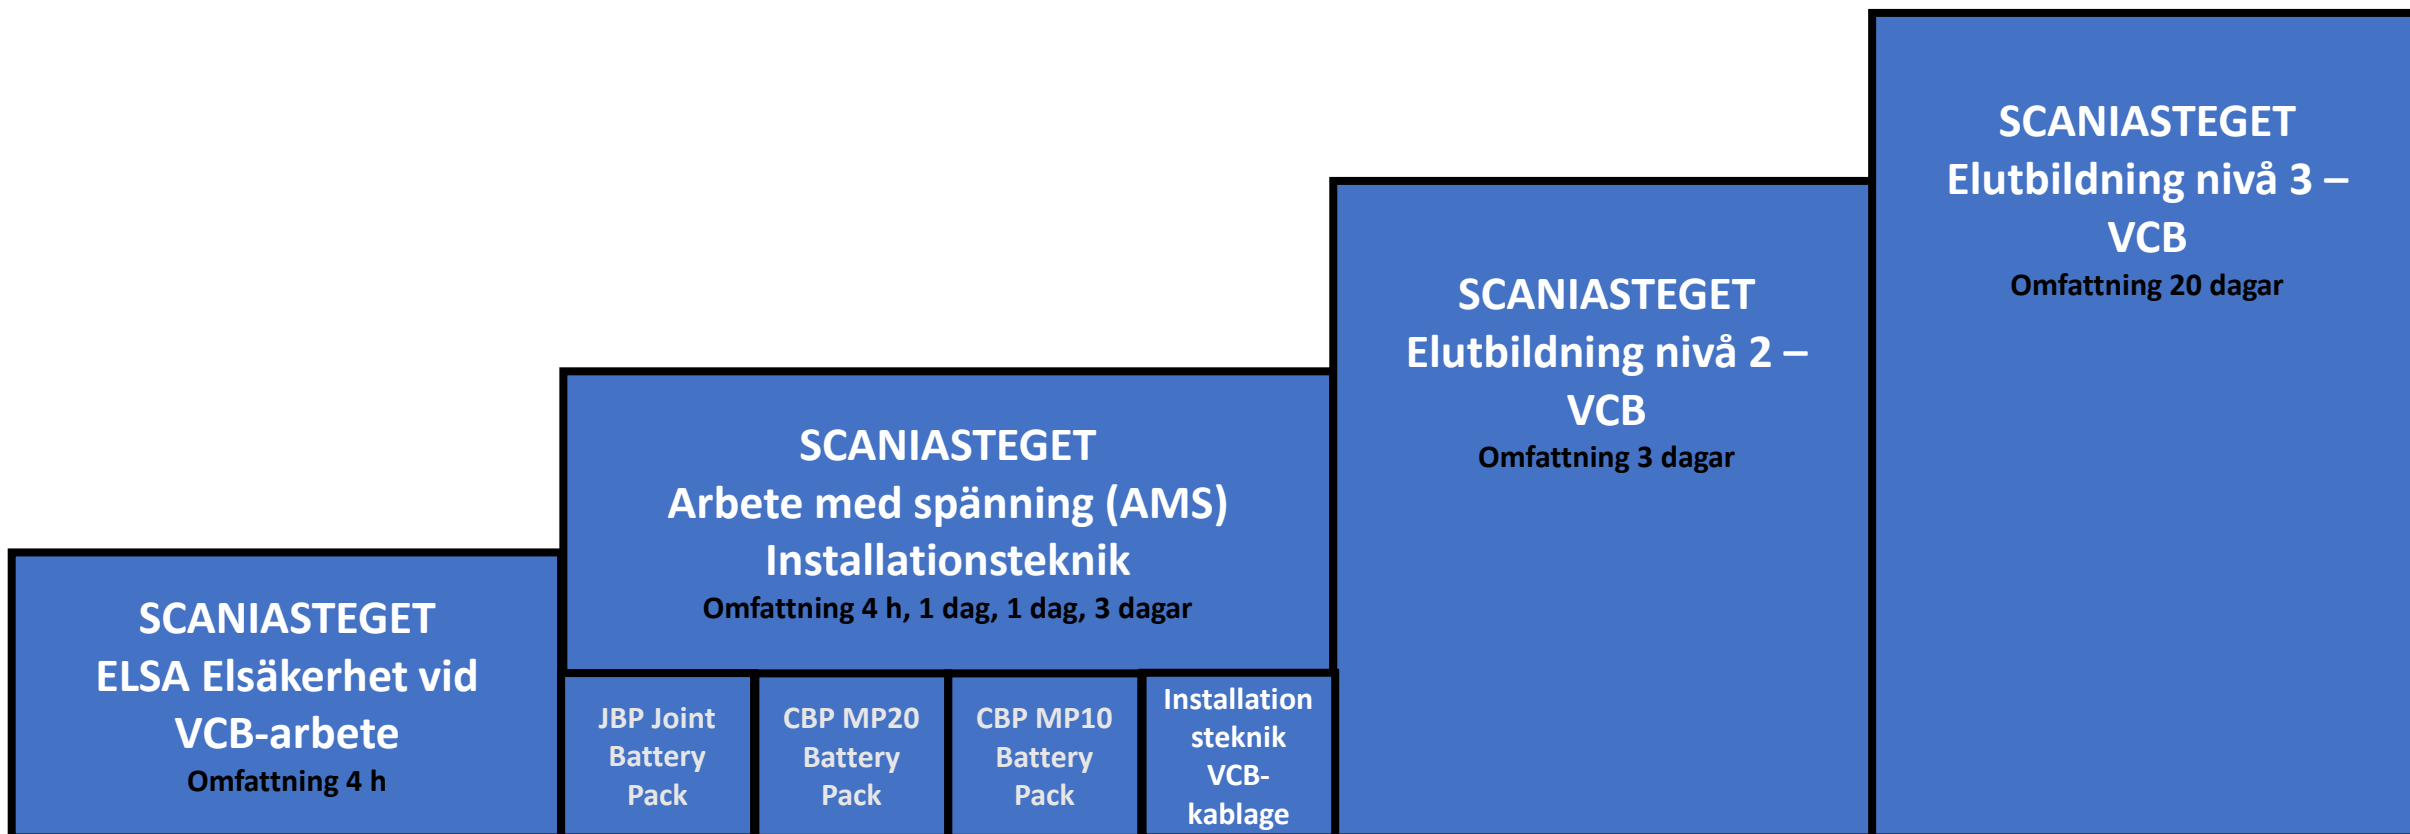 SCANIASTEGET
ELSA Elsäkerhet vid
VCB-arbete
Omfattning 4 h
SCANIASTEGET
Arbete med spänning (AMS)
Installationsteknik
Omfattning 4 h, 1 dag, 1 dag, 3 dagar
JBP Joint
Battery
Pack
CBP MP20
Battery
Pack
CBP MP10
Battery
Pack
Installation
steknik
VCB-
kablage
SCANIASTEGET
Elutbildning nivå 2 –
VCB
Omfattning 3 dagar
SCANIASTEGET
Elutbildning nivå 3 –
VCB
Omfattning 20 dagar